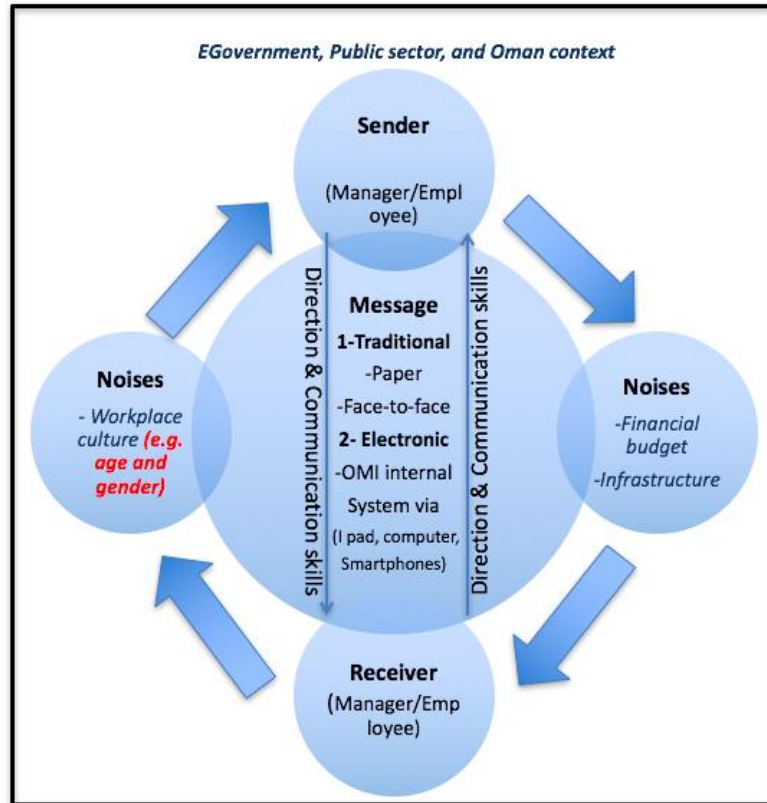 EGovernment, Public sector, and Oman context
Sender
(Manager/Empl
oyee)
Direction & Communication skills
Message
1-Traditional
-Paper
-Face-to-face
2- Electronic
-OMI internal
System via
(I pad, computer,
Smartphones)
Direction & Communication skills
Noises
- Workplace
culture (e.g.
age and
gender)
Noises
-Financial
budget
-Infrastructure
Receiver
(Manager/Emp
loyee)